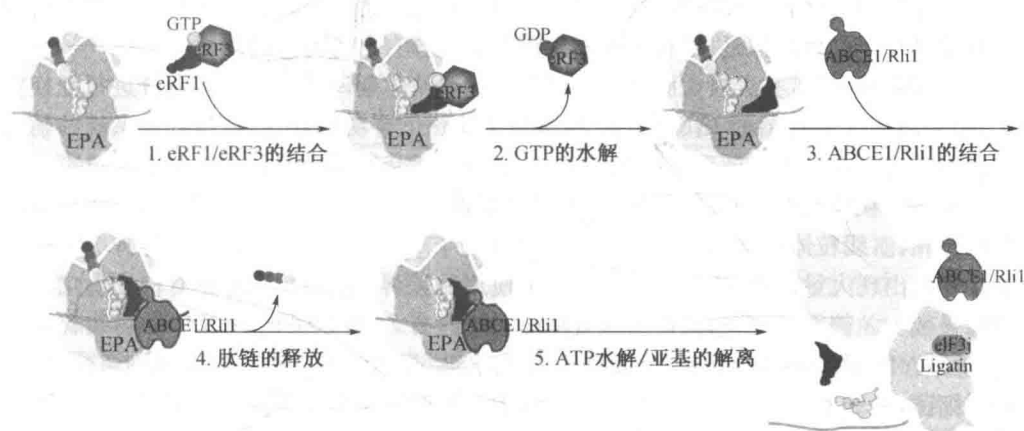 GTP
eRF3
eRF1
EPA
1. eRF1/eRF3的结合
eRF3
EPA
GDP
eRF3
2. GTP的水解
EPA
ABCE1/Rli1
3. ABCE1/Rli1的结合
ABCE1/Rli1
EPA
4. 肽链的释放
ABCE1/Rli1
EPA
5. ATP水解/亚基的解离
ABCE1/Rli1
eIF3j
Ligatin